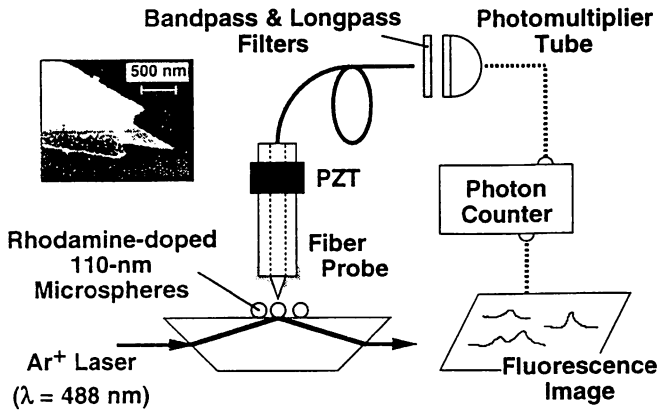 Bandpass & Longpass
Filters
Photomultiplier
Tube
500 nm
PZT
Photon
Counter
Rhodamine-doped
110-nm
Microspheres
Fiber
Probe
Ar⁺ Laser
(λ = 488 nm)
Fluorescence
Image